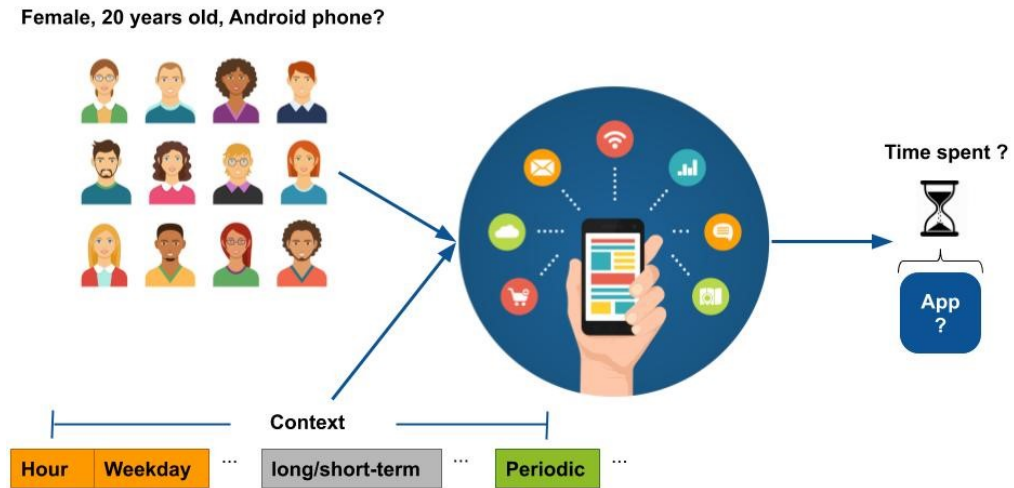 Female, 20 years old, Android phone?
Time spent ?
App
?
Context
Hour Weekday ... long/short-term ... Periodic ...